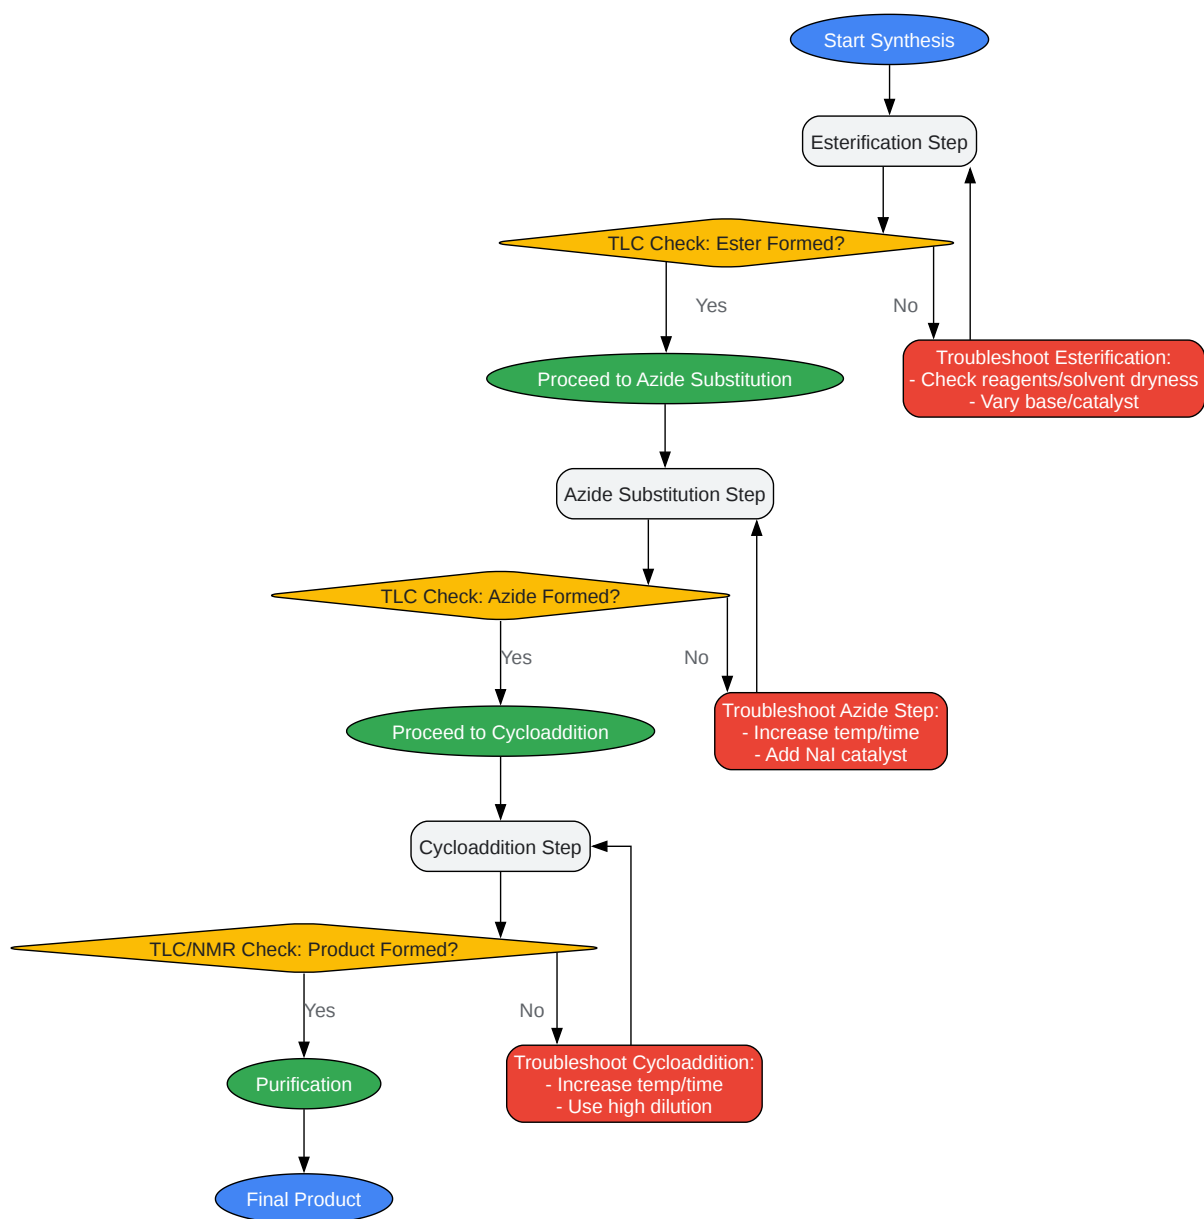 Start Synthesis
Esterification Step
TLC Check: Ester Formed?
Yes
No
Troubleshoot Esterification:
- Check reagents/solvent dryness
- Vary base/catalyst
Proceed to Azide Substitution
Azide Substitution Step
TLC Check: Azide Formed?
Yes
No
Troubleshoot Azide Step:
- Increase temp/time
- Add NaI catalyst
Proceed to Cycloaddition
Cycloaddition Step
TLC/NMR Check: Product Formed?
Yes
No
Troubleshoot Cycloaddition:
- Increase temp/time
- Use high dilution
Purification
Final Product